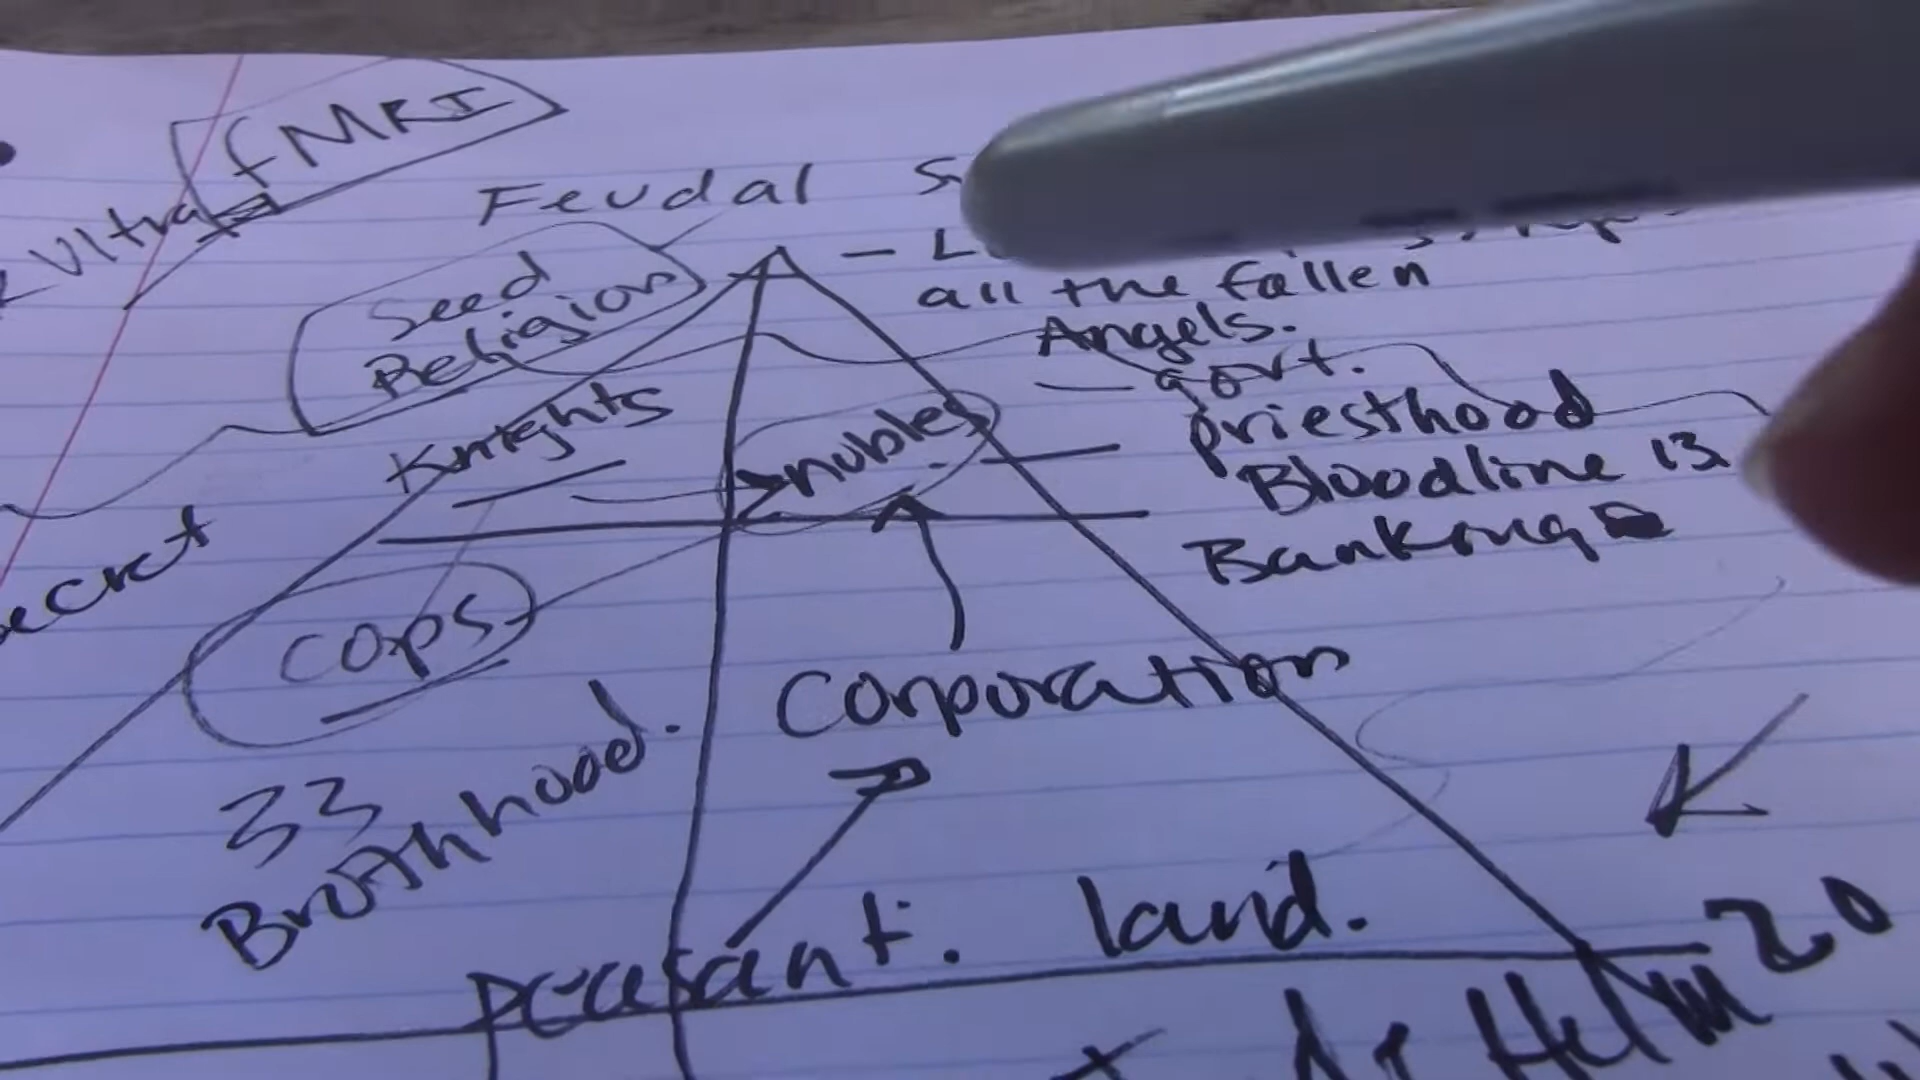 fMRI
Ultra
Feudal
all the fallen
Angels.
Seed
Religion
govt.
Knights
nobles
priesthood
Bloodline 13
Banking
cops
Corporation
33
Brothhood.
peasant. land.
20